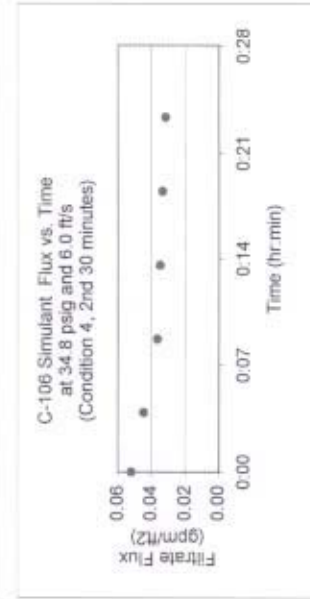 C-106 Simulant Flux vs. Time
at 34.8 psig and 6.0 ft/s
(Condition 4, 2nd 30 minutes)
Filtrate Flux
(gpm/ft2)
0.06
0.04
0.02
0.00
0:00
0:07
0:14
0:21
0:28
Time (hr:min)